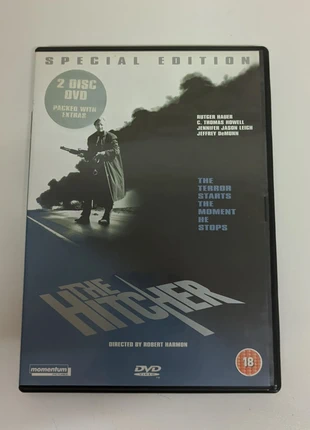 SPECIAL EDITION
2 DISC
DVD
PACKED WITH
EXTRAS
RUTGER HAUER
C. THOMAS HOWELL
JENNIFER JASON LEIGH
JEFFREY DeMUNN
THE
TERROR
STARTS
THE
MOMENT
HE
STOPS
THE
HITCHER
DIRECTED BY ROBERT HARMON
momentum
DVD
18